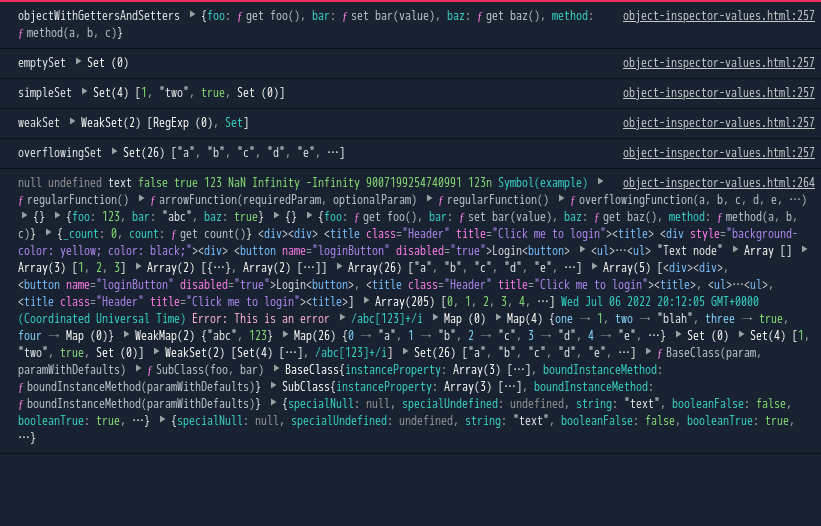 objectWithGettersAndSetters ▶ {foo: ƒ get foo(), bar: ƒ set bar(value), baz: ƒ get baz(), method: object-inspector-values.html:257
ƒ method(a, b, c)}
emptySet ▶ Set (0) object-inspector-values.html:257
simpleSet ▶ Set(4) [1, "two", true, Set (0)] object-inspector-values.html:257
weakSet ▶ WeakSet(2) [RegExp (0), Set] object-inspector-values.html:257
overflowingSet ▶ Set(26) ["a", "b", "c", "d", "e", …] object-inspector-values.html:257
null undefined text false true 123 NaN Infinity -Infinity 9007199254740991 123n Symbol(example) ▶ object-inspector-values.html:264
ƒ regularFunction() ▶ ƒ arrowFunction(requiredParam, optionalParam) ▶ ƒ regularFunction() ▶ ƒ overflowingFunction(a, b, c, d, e, …)
▶ {} ▶ {foo: 123, bar: "abc", baz: true} ▶ {} ▶ {foo: ƒ get foo(), bar: ƒ set bar(value), baz: ƒ get baz(), method: ƒ method(a, b,
c)} ▶ {_count: 0, count: ƒ get count()} <div><div> <title class="Header" title="Click me to login"><title> <div style="background-
color: yellow; color: black;"><div> <button name="loginButton" disabled="true">Login<button> ▶ <ul>…<ul> "Text node" ▶ Array [] ▶
Array(3) [1, 2, 3] ▶ Array(2) [{…}, Array(2) […]] ▶ Array(26) ["a", "b", "c", "d", "e", …] ▶ Array(5) [<div><div>,
<button name="loginButton" disabled="true">Login<button>, <title class="Header" title="Click me to login"><title>, <ul>…<ul>,
<title class="Header" title="Click me to login"><title>] ▶ Array(205) [0, 1, 2, 3, 4, …] Wed Jul 06 2022 20:12:05 GMT+0000
(Coordinated Universal Time) Error: This is an error ▶ /abc[123]+/i ▶ Map (0) ▶ Map(4) {one → 1, two → "blah", three → true,
four → Map (0)} ▶ WeakMap(2) {"abc", 123} ▶ Map(26) {0 → "a", 1 → "b", 2 → "c", 3 → "d", 4 → "e", …} ▶ Set (0) ▶ Set(4) [1,
"two", true, Set (0)] ▶ WeakSet(2) [Set(4) […], /abc[123]+/i] ▶ Set(26) ["a", "b", "c", "d", "e", …] ▶ ƒ BaseClass(param,
paramWithDefaults) ▶ ƒ SubClass(foo, bar) ▶ BaseClass{instanceProperty: Array(3) […], boundInstanceMethod:
ƒ boundInstanceMethod(paramWithDefaults)} ▶ SubClass{instanceProperty: Array(3) […], boundInstanceMethod:
ƒ boundInstanceMethod(paramWithDefaults)} ▶ {specialNull: null, specialUndefined: undefined, string: "text", booleanFalse: false,
booleanTrue: true, …} ▶ {specialNull: null, specialUndefined: undefined, string: "text", booleanFalse: false, booleanTrue: true,
…}